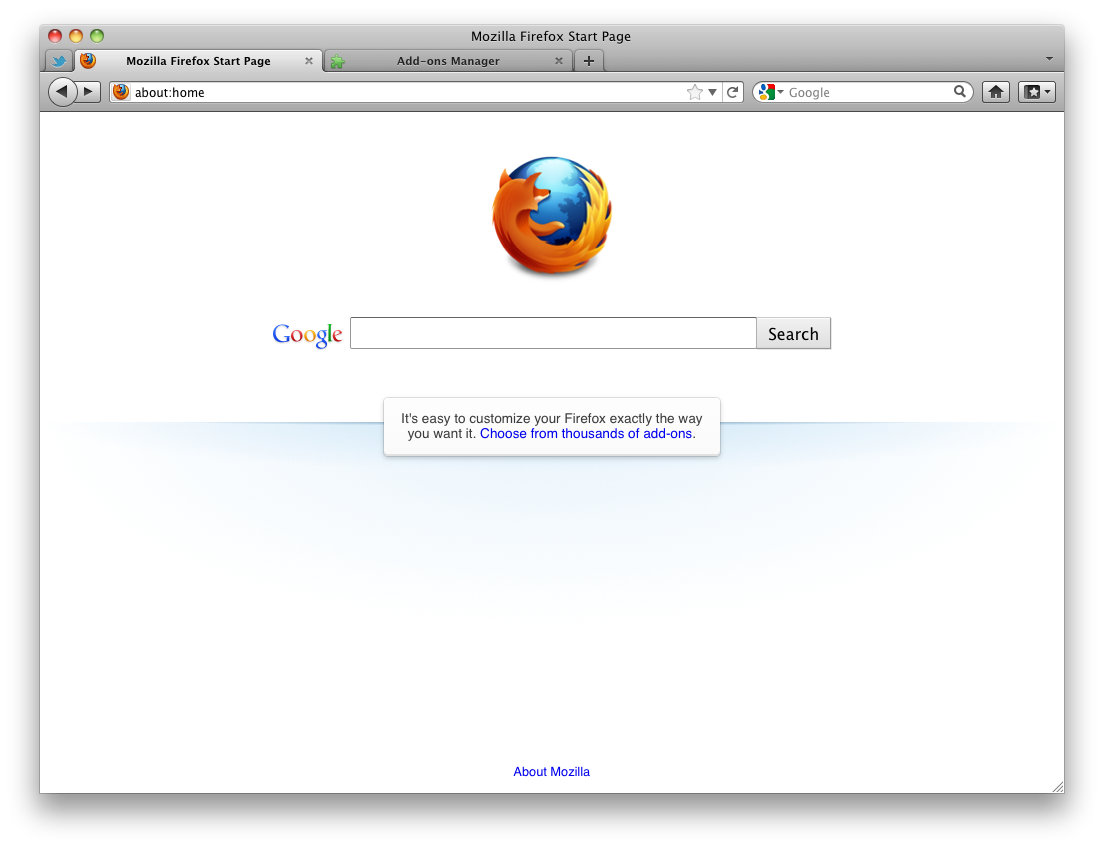 Mozilla Firefox Start Page
Mozilla Firefox Start Page
Add-ons Manager
about:home
Google
Google
Search
It's easy to customize your Firefox exactly the way
you want it. Choose from thousands of add-ons.
About Mozilla